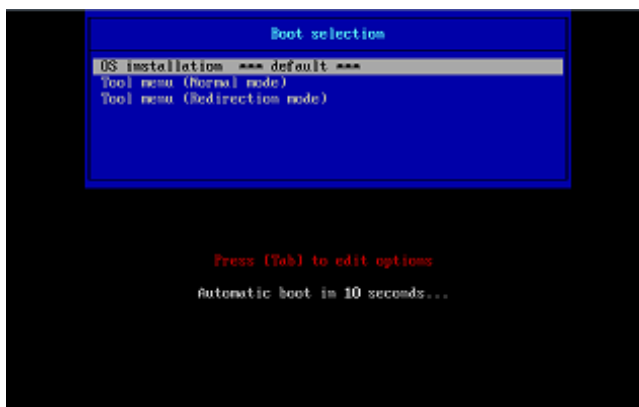 Boot selection
OS installation *** default ***
Tool menu (Normal mode)
Tool menu (Redirection mode)
Press [Tab] to edit options
Automatic boot in 10 seconds...